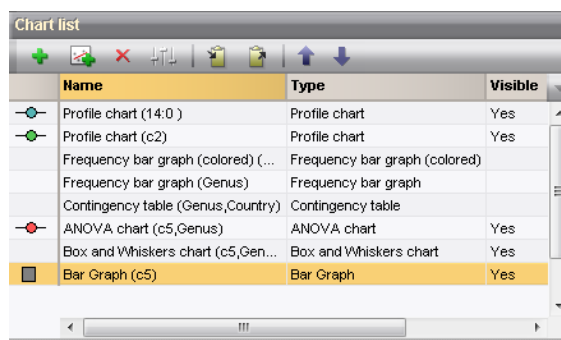 Chart list
Name Type Visible
Profile chart (14:0 ) Profile chart Yes
Profile chart (c2) Profile chart Yes
Frequency bar graph (colored) (... Frequency bar graph (colored)
Frequency bar graph (Genus) Frequency bar graph
Contingency table (Genus,Country) Contingency table
ANOVA chart (c5,Genus) ANOVA chart Yes
Box and Whiskers chart (c5,Gen... Box and Whiskers chart Yes
Bar Graph (c5) Bar Graph Yes